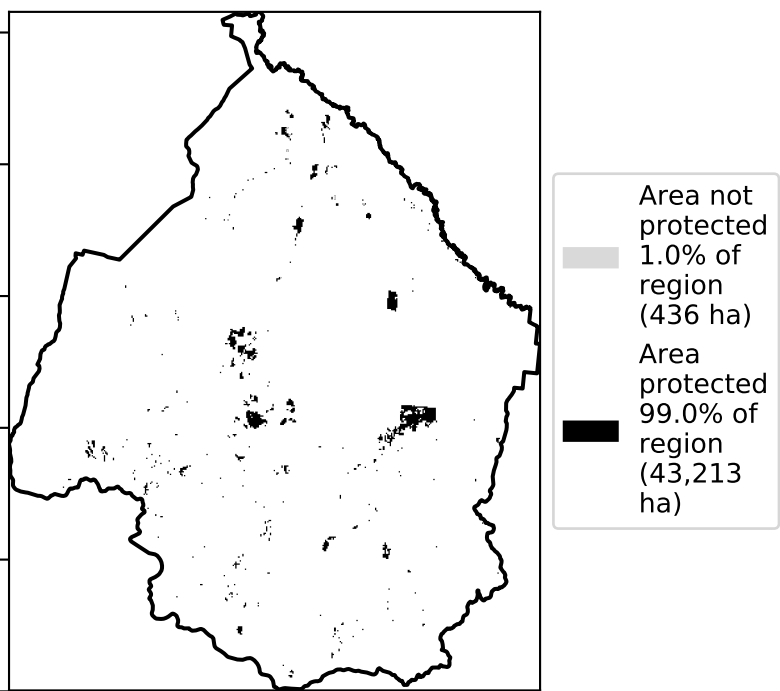 Area not
protected
1.0% of
region
(436 ha)
Area
protected
99.0% of
region
(43,213
ha)